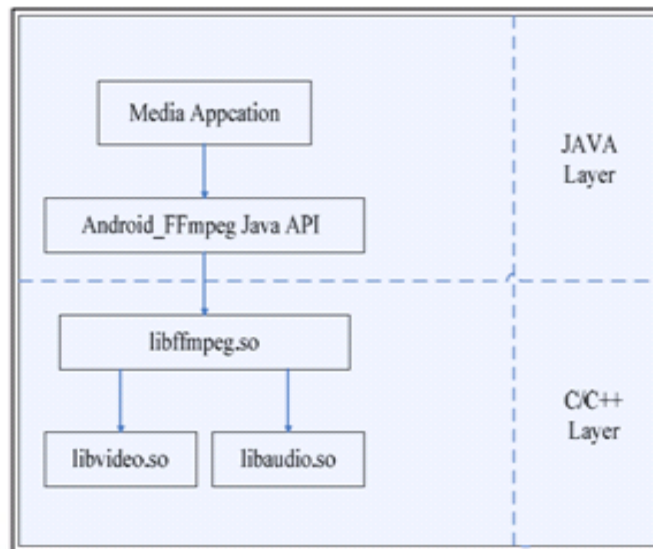 Media Appcation
JAVA
Layer
Android_FFmpeg Java API
libffmpeg.so
C/C++
Layer
libvideo.so
libaudio.so